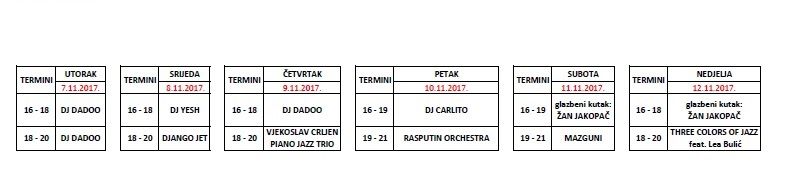 TERMINI UTORAK
7.11.2017.
16 - 18 DJ DADOO
18 - 20 DJ DADOO
TERMINI SRIJEDA
8.11.2017.
16 - 18 DJ YESH
18 - 20 DJANGO JET
TERMINI ČETVRTAK
9.11.2017.
16 - 18 DJ DADOO
18 - 20 VJEKOSLAV CRLJEN
PIANO JAZZ TRIO
TERMINI PETAK
10.11.2017.
16 - 19 DJ CARLITO
19 - 21 RASPUTIN ORCHESTRA
TERMINI SUBOTA
11.11.2017.
16 - 19 glazbeni kutak:
ŽAN JAKOPAČ
19 - 21 MAZGUNI
TERMINI NEDJELJA
12.11.2017.
16 - 18 glazbeni kutak:
ŽAN JAKOPAČ
18 - 20 THREE COLORS OF JAZZ
feat. Lea Bulić